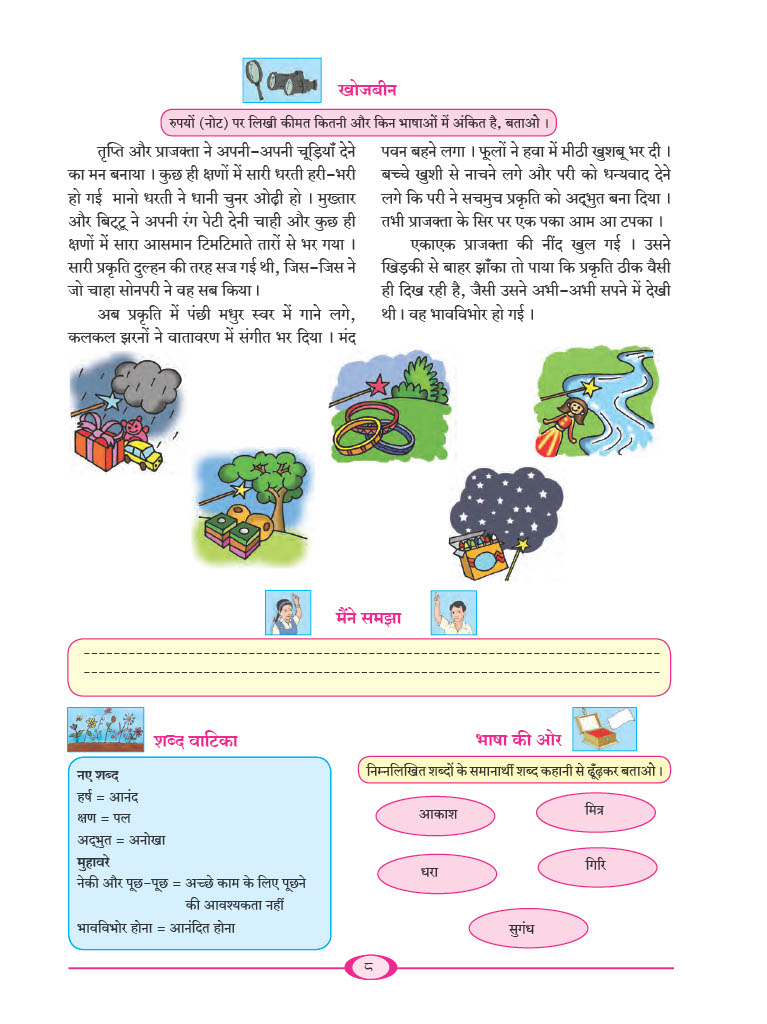 खोजबीन
रुपयों (नोट) पर लिखी कीमत कितनी और किन भाषाओं में अंकित है, बताओ ।
तृप्ति और प्राजक्ता ने अपनी-अपनी चूड़ियाँ देने
का मन बनाया । कुछ ही क्षणों में सारी धरती हरी-भरी
हो गई मानो धरती ने धानी चुनर ओढ़ी हो । मुख्तार
और बिट्टू ने अपनी रंग पेटी देनी चाही और कुछ ही
क्षणों में सारा आसमान टिमटिमाते तारों से भर गया ।
सारी प्रकृति दुल्हन की तरह सज गई थी, जिस-जिस ने
जो चाहा सोनपरी ने वह सब किया ।
अब प्रकृति में पंछी मधुर स्वर में गाने लगे,
कलकल झरनों ने वातावरण में संगीत भर दिया । मंद
पवन बहने लगा । फूलों ने हवा में मीठी खुशबू भर दी ।
बच्चे खुशी से नाचने लगे और परी को धन्यवाद देने
लगे कि परी ने सचमुच प्रकृति को अद्भुत बना दिया ।
तभी प्राजक्ता के सिर पर एक पका आम आ टपका ।
एकाएक प्राजक्ता की नींद खुल गई । उसने
खिड़की से बाहर झाँका तो पाया कि प्रकृति ठीक वैसी
ही दिख रही है, जैसी उसने अभी-अभी सपने में देखी
थी । वह भावविभोर हो गई ।
मैंने समझा
शब्द वाटिका
नए शब्द
हर्ष = आनंद
क्षण = पल
अद्भुत = अनोखा
मुहावरे
नेकी और पूछ-पूछ = अच्छे काम के लिए पूछने
की आवश्यकता नहीं
भावविभोर होना = आनंदित होना
भाषा की ओर
निम्नलिखित शब्दों के समानार्थी शब्द कहानी से ढूँढ़कर बताओ ।
आकाश
मित्र
धरा
गिरि
सुगंध
८